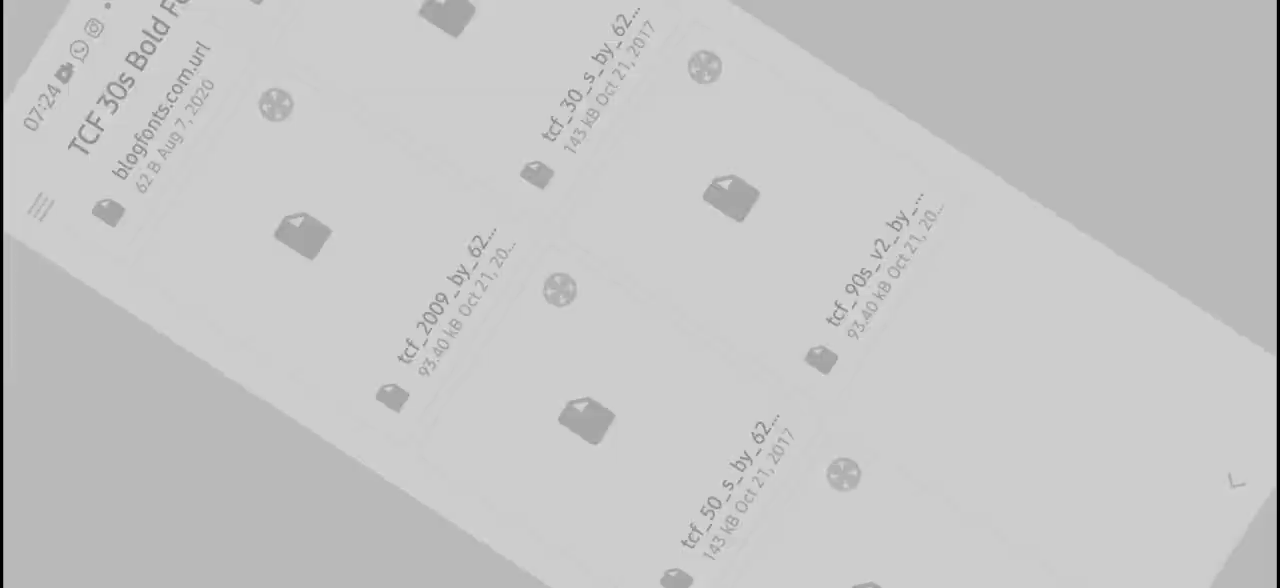 07:24
TCF 30s Bold
blogfonts.com.url
62 B Aug 7, 2020
tcf_2009_by_62...
93.40 kB Oct 21, 20...
tcf_30_s_by_62...
143 kB Oct 21, 2017
tcf_50_s_by_62...
143 kB Oct 21, 2017
tcf_90s_v2_by_...
93.40 kB Oct 21, 20...